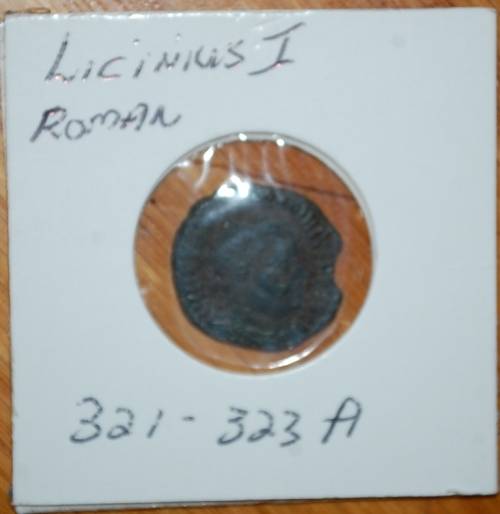 Licinius I
Roman
321-323 A